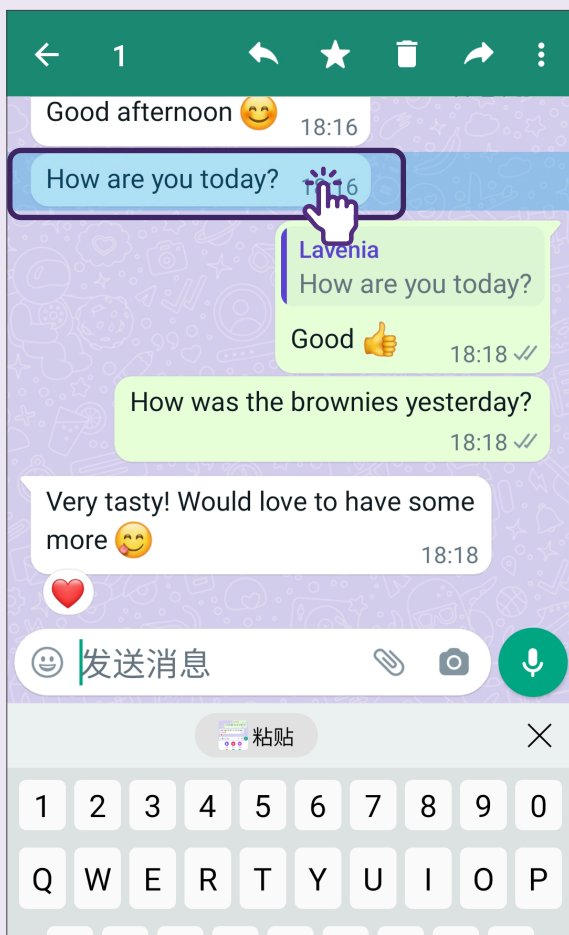 1
Good afternoon 😊
18:16
How are you today?
18:16
Lavenia
How are you today?
Good 👍
18:18
How was the brownies yesterday?
18:18
Very tasty! Would love to have some
more 😋
18:18
发送消息
粘贴
1 2 3 4 5 6 7 8 9 0
Q W E R T Y U I O P